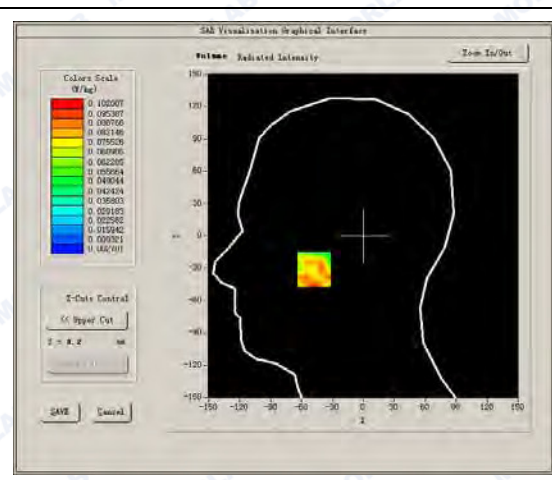 SAR Visualisation Graphical Interface
Volume Radiated Intensity
Zoom In/Out
Colors Scale
(W/kg)
0.102007
0.095387
0.088766
0.082146
0.075526
0.068905
0.062285
0.055664
0.049044
0.042424
0.035803
0.029183
0.022562
0.015942
0.009321
Z-Cuts Control
<< Upper Cut
SAVE
Cancel
150
120
90
60
30
0
-30
-60
-90
-120
-150
-150 -120 -90 -60 -30 0 30 60 90 120 150
X